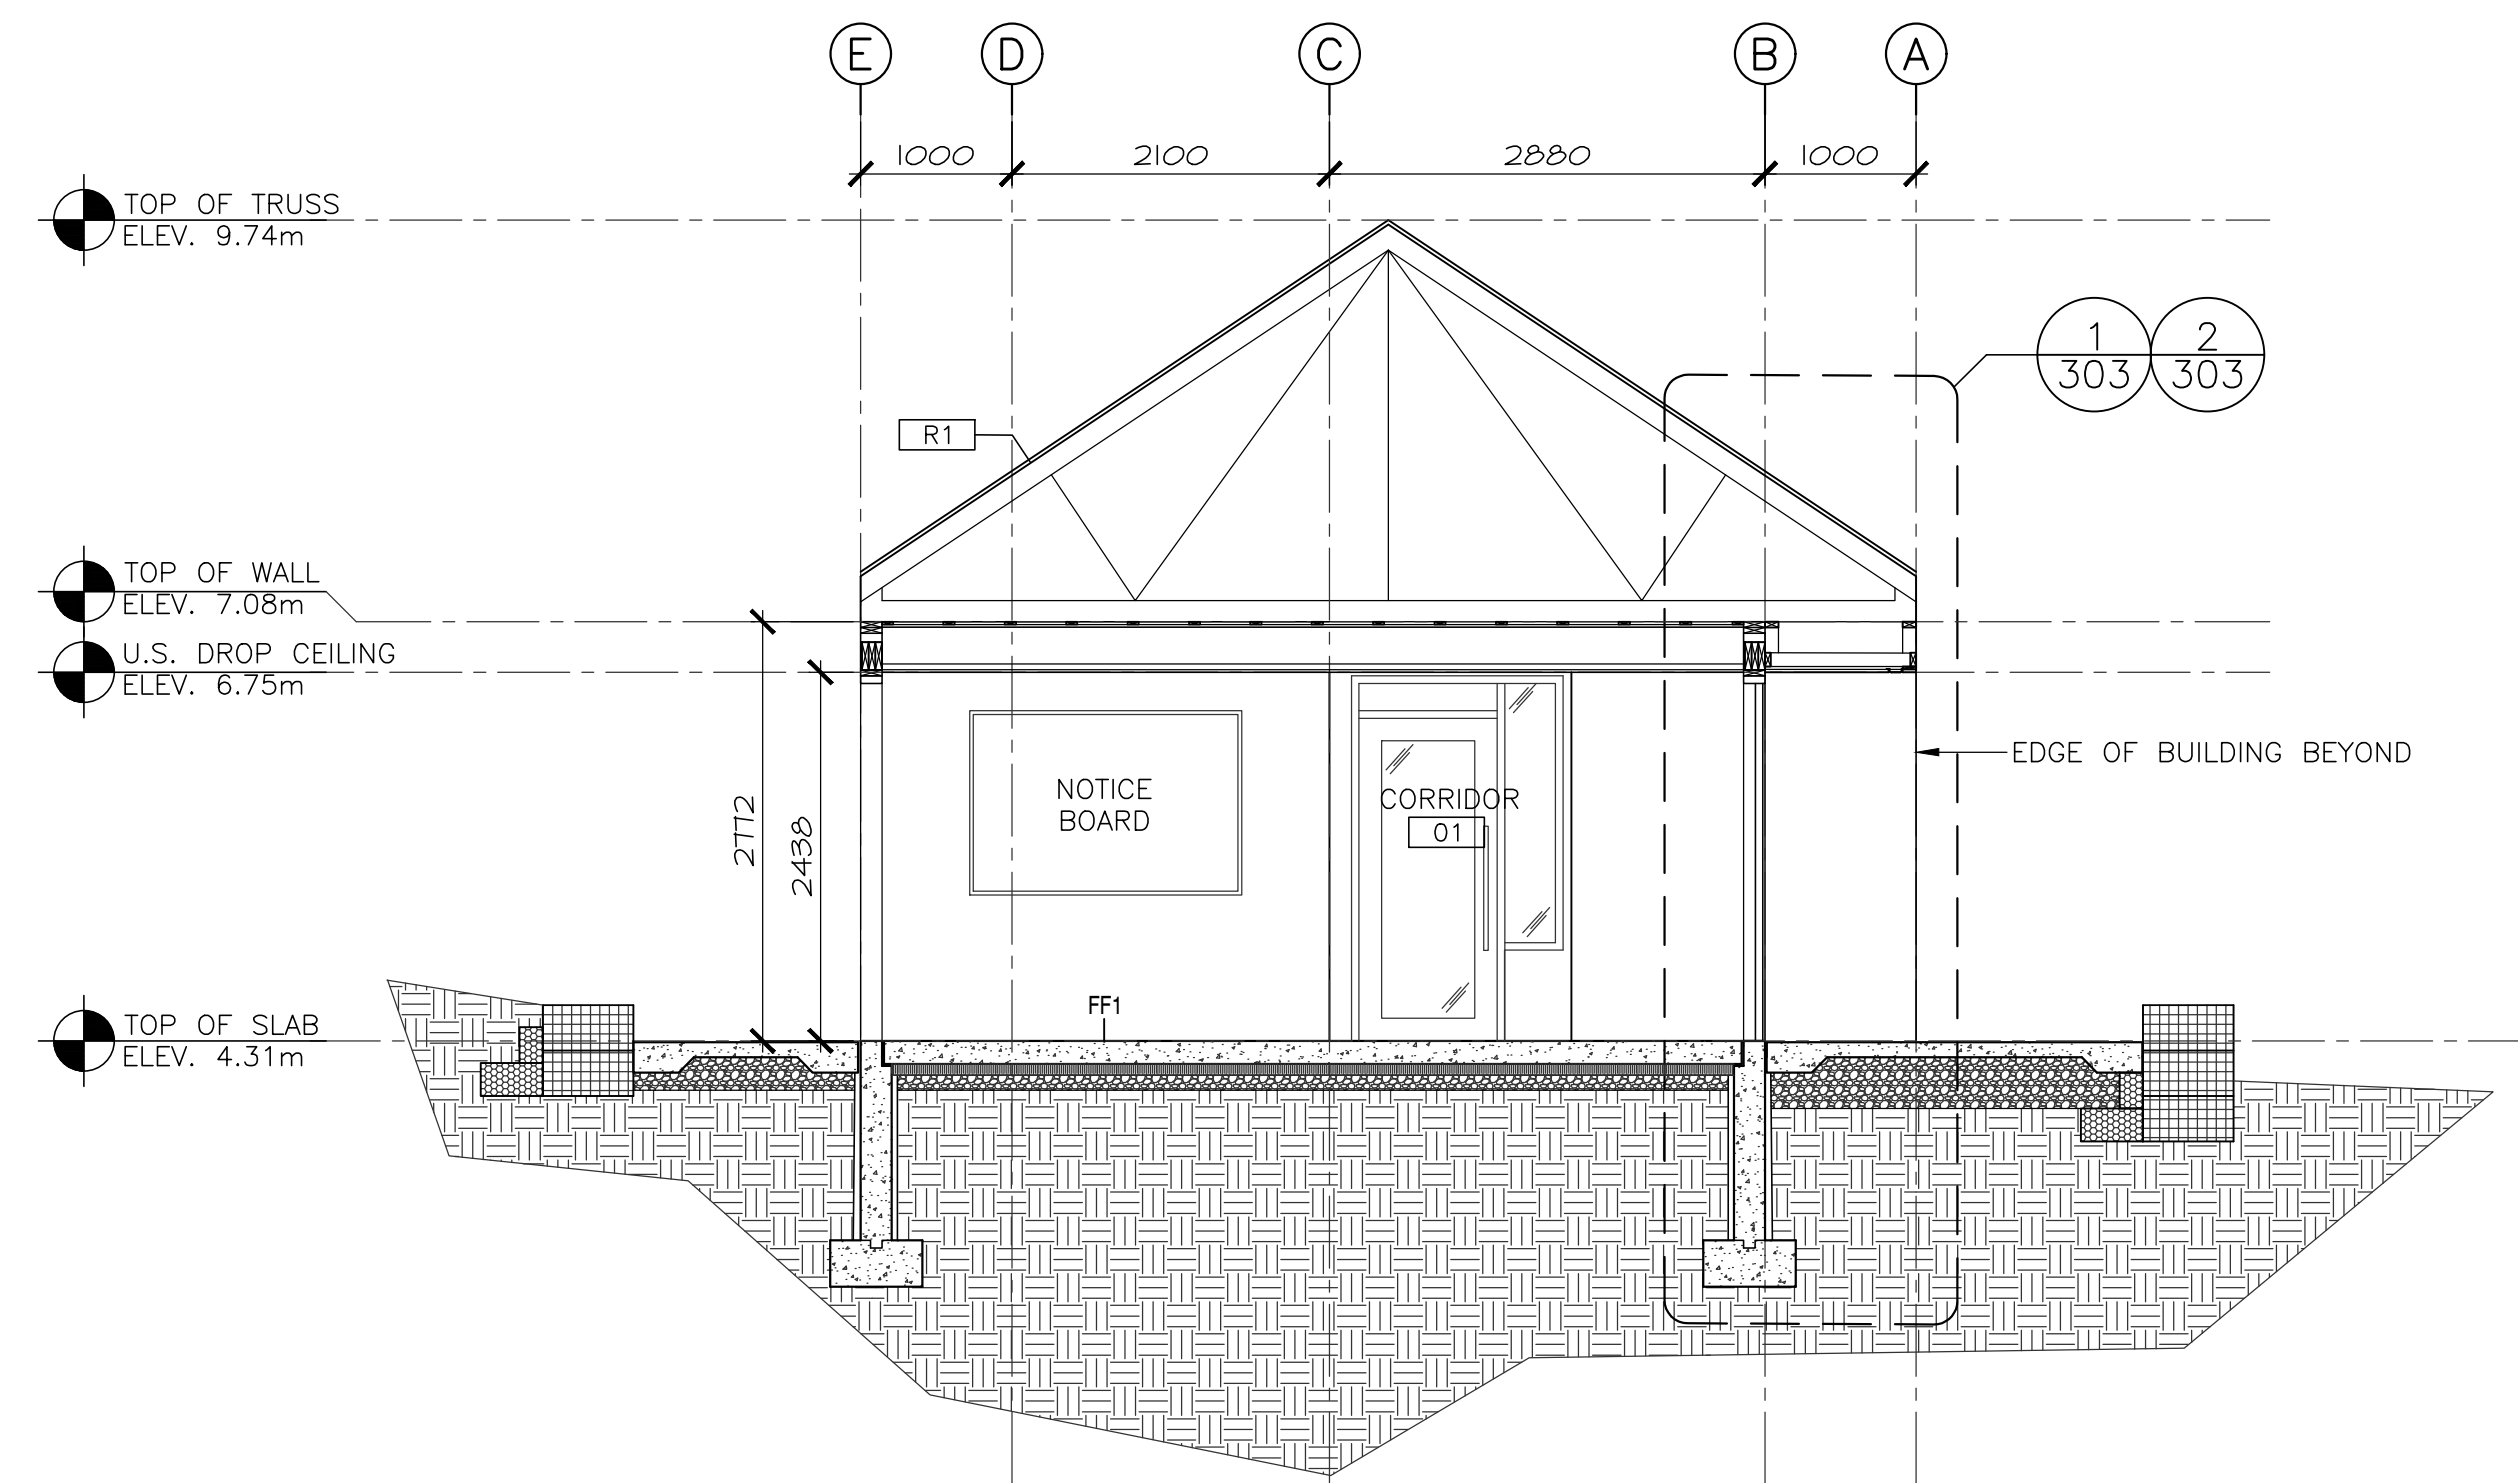 E D C B A
1000 2100 2880 1000
TOP OF TRUSS
ELEV. 9.74m
1 2
303 303
R1
TOP OF WALL
ELEV. 7.08m
U.S. DROP CEILING
ELEV. 6.75m
EDGE OF BUILDING BEYOND
NOTICE
BOARD
CORRIDOR
01
2772
2438
FF1
TOP OF SLAB
ELEV. 4.31m